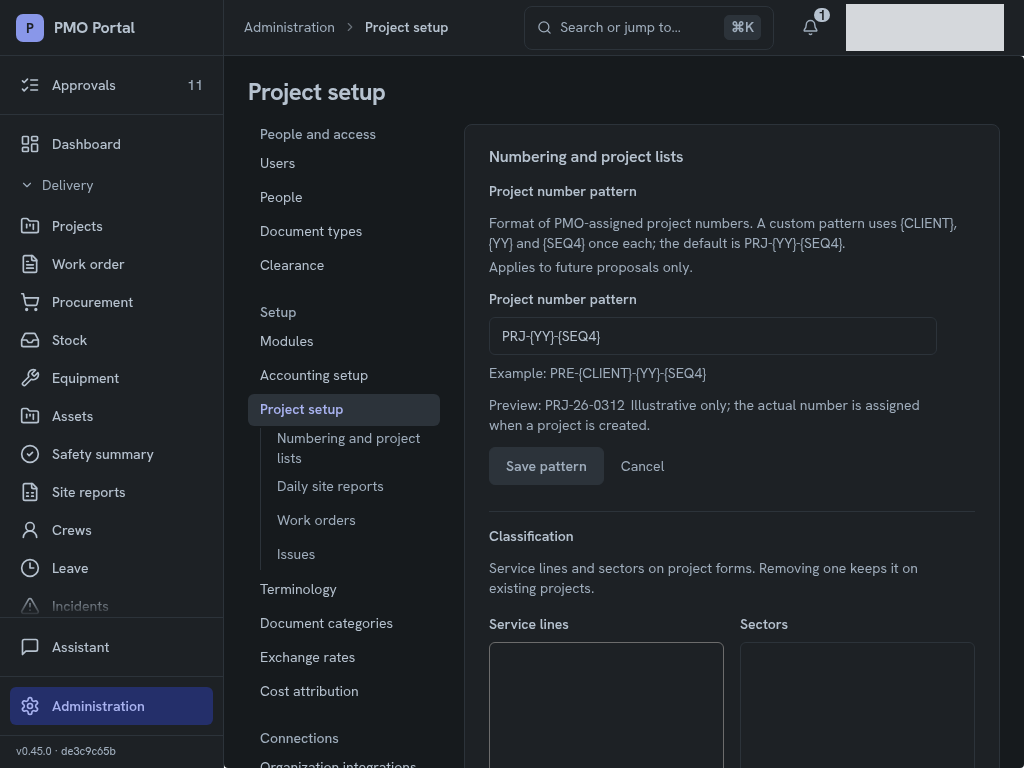 P PMO Portal
Administration > Project setup
Search or jump to... ⌘K
1
Approvals 11
Dashboard
Delivery
Projects
Work order
Procurement
Stock
Equipment
Assets
Safety summary
Site reports
Crews
Leave
Incidents
Assistant
Administration
v0.45.0 · de3c9c65b
Project setup
People and access
Users
People
Document types
Clearance
Setup
Modules
Accounting setup
Project setup
Numbering and project
lists
Daily site reports
Work orders
Issues
Terminology
Document categories
Exchange rates
Cost attribution
Connections
Organization integrations
Numbering and project lists
Project number pattern
Format of PMO-assigned project numbers. A custom pattern uses {CLIENT},
{YY} and {SEQ4} once each; the default is PRJ-{YY}-{SEQ4}.
Applies to future proposals only.
Project number pattern
PRJ-{YY}-{SEQ4}
Example: PRE-{CLIENT}-{YY}-{SEQ4}
Preview: PRJ-26-0312 Illustrative only; the actual number is assigned
when a project is created.
Save pattern Cancel
Classification
Service lines and sectors on project forms. Removing one keeps it on
existing projects.
Service lines Sectors